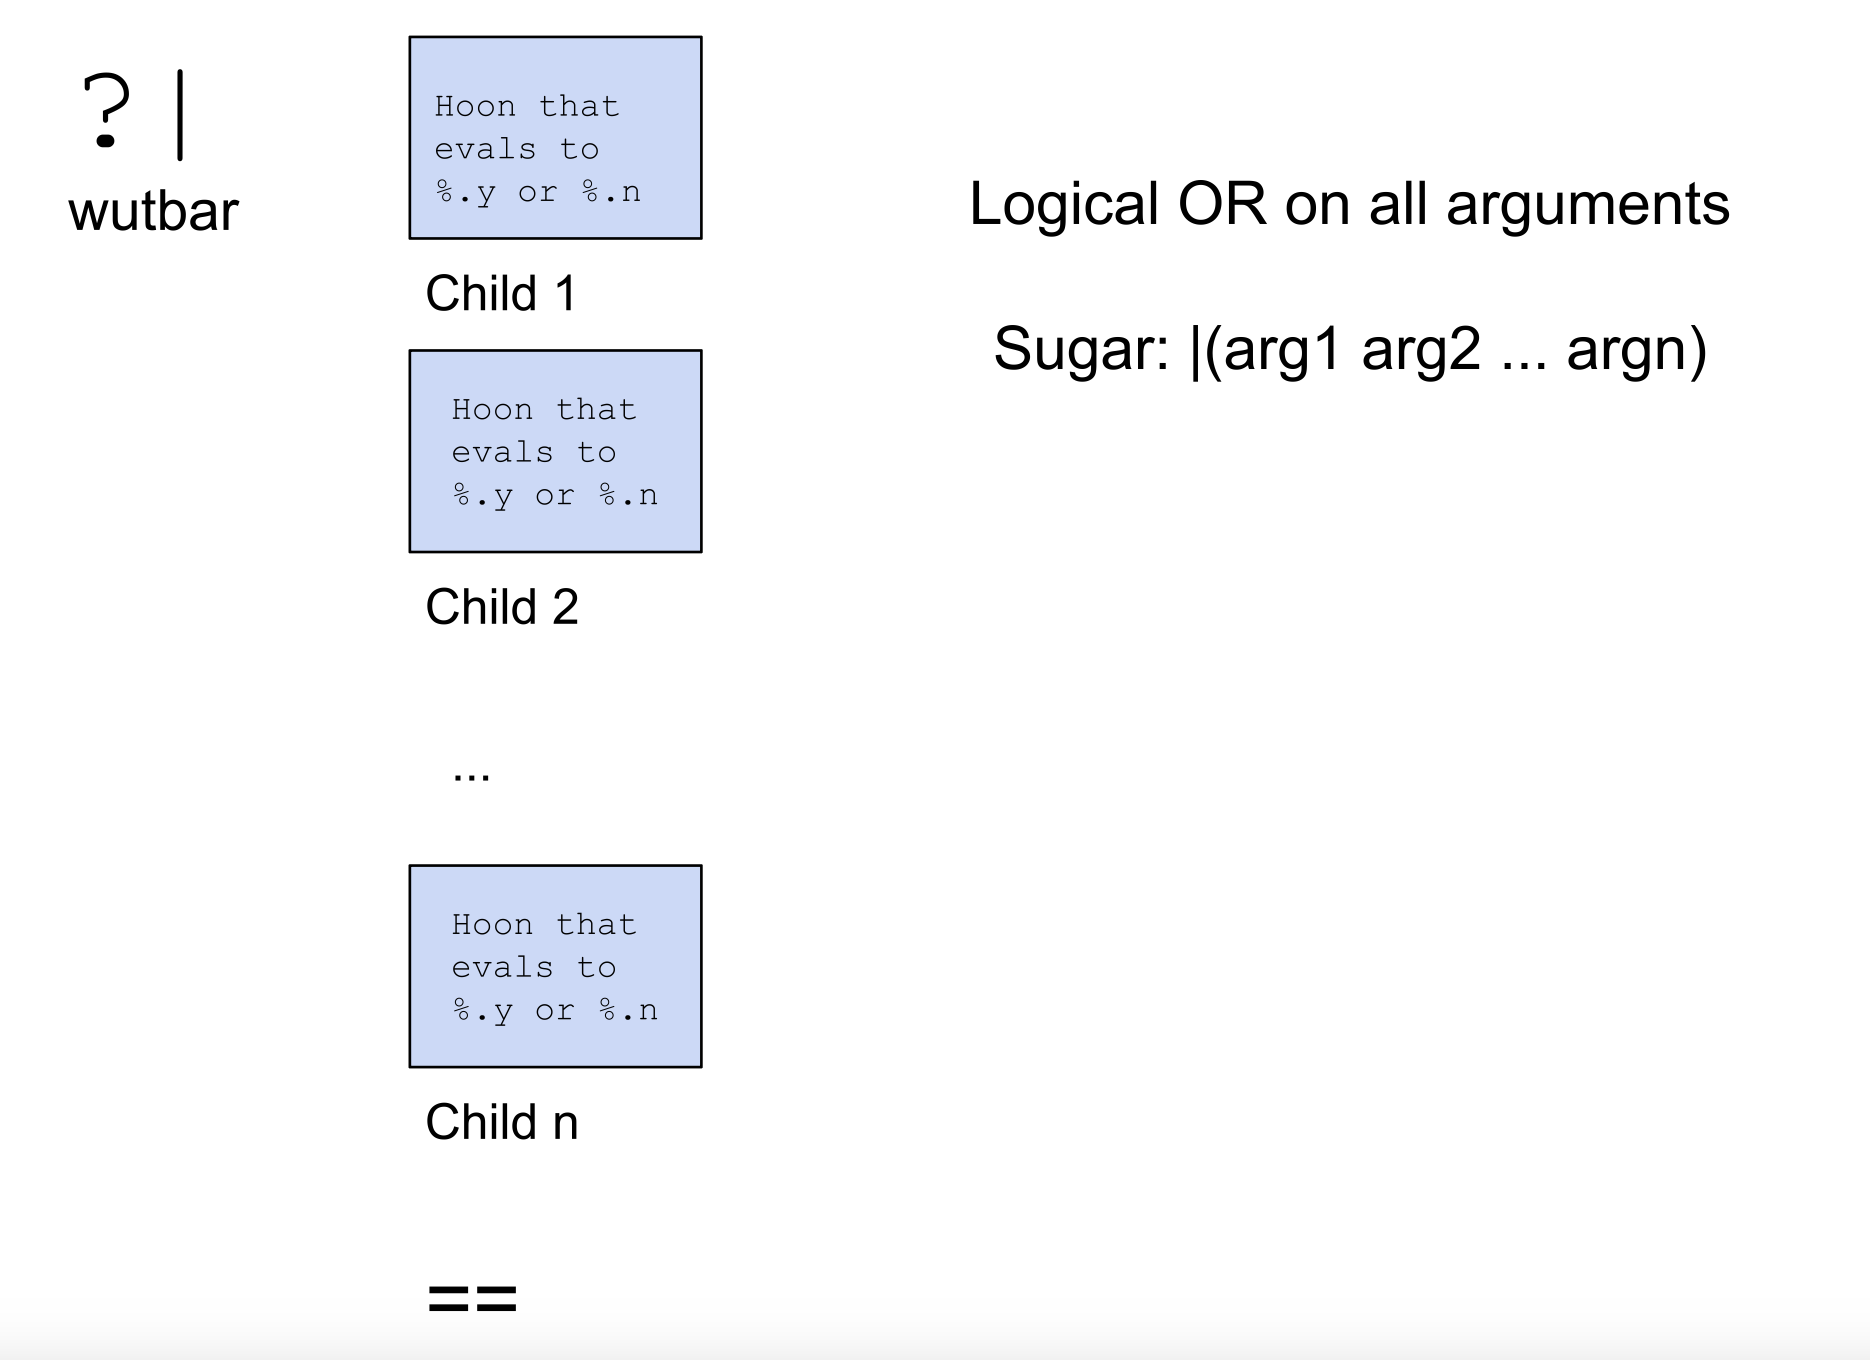 ?|
wutbar
Hoon that
evals to
%.y or %.n
Child 1
Logical OR on all arguments
Sugar: |(arg1 arg2 ... argn)
Hoon that
evals to
%.y or %.n
Child 2
...
Hoon that
evals to
%.y or %.n
Child n
==